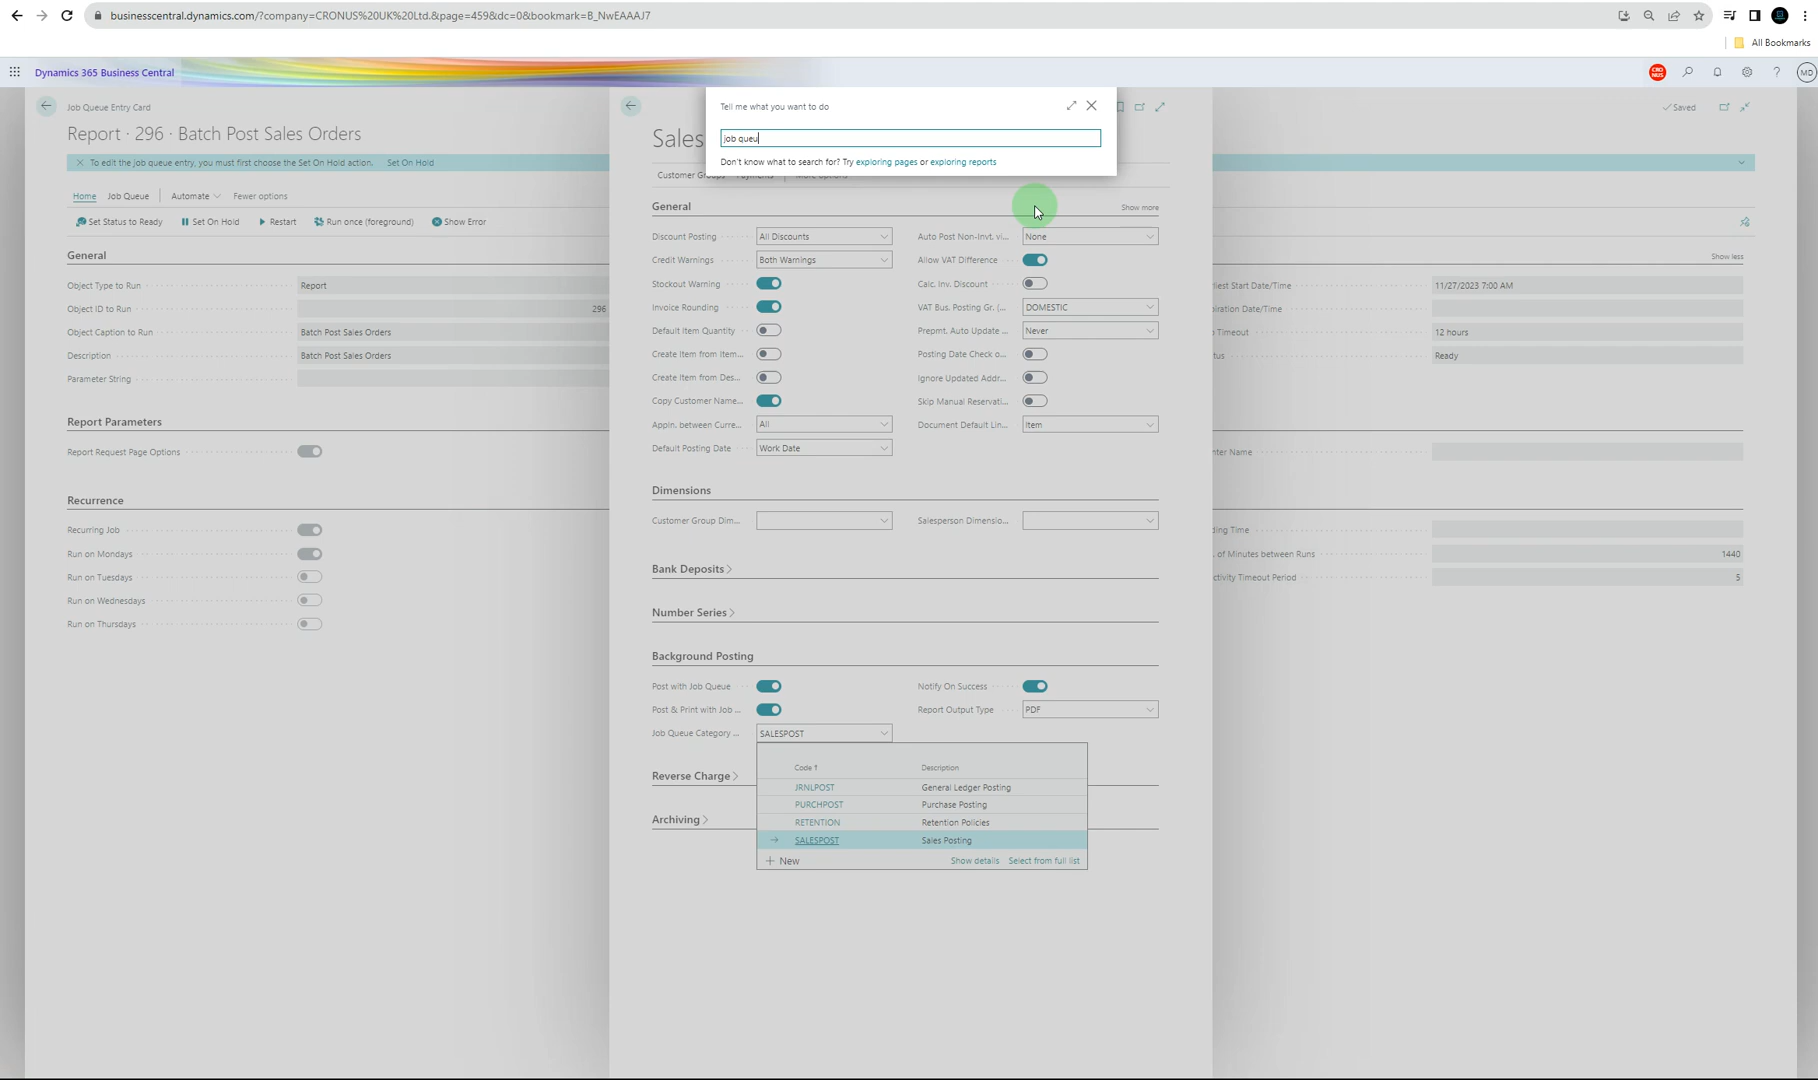 businesscentral.dynamics.com/?company=CRONUS%20UK%20Ltd.&page=459&dc=0&bookmark=B_NwEAAAJ7
All Bookmarks
Dynamics 365 Business Central
CRO NUS
?
MD
Job Queue Entry Card
Report · 296 · Batch Post Sales Orders
Saved
To edit the job queue entry, you must first choose the Set On Hold action. Set On Hold
Home Job Queue Automate Fewer options
Set Status to Ready Set On Hold Restart Run once (foreground) Show Error
General
Show less
Object Type to Run Report
Object ID to Run 296
Object Caption to Run Batch Post Sales Orders
Description Batch Post Sales Orders
Parameter String
Report Parameters
Report Request Page Options
Recurrence
Recurring Job
Run on Mondays
Run on Tuesdays
Run on Wednesdays
Run on Thursdays
Tell me what you want to do
job queu
Don't know what to search for? Try exploring pages or exploring reports
Sales
Customer Groups Payments More options
General Show more
Discount Posting All Discounts
Credit Warnings Both Warnings
Stockout Warning
Invoice Rounding
Default Item Quantity
Create Item from Item...
Create Item from Des...
Copy Customer Name...
Appln. between Curre... All
Default Posting Date Work Date
Auto Post Non-Invt. vi... None
Allow VAT Difference
Calc. Inv. Discount
VAT Bus. Posting Gr. (... DOMESTIC
Prepmt. Auto Update ... Never
Posting Date Check o...
Ignore Updated Addr...
Skip Manual Reservati...
Document Default Lin... Item
Dimensions
Customer Group Dim...
Salesperson Dimensio...
Bank Deposits
Number Series
Background Posting
Post with Job Queue
Post & Print with Job ...
Job Queue Category ... SALESPOST
Notify On Success
Report Output Type PDF
Code ↑ Description
JRNLPOST General Ledger Posting
PURCHPOST Purchase Posting
RETENTION Retention Policies
SALESPOST Sales Posting
New Show details Select from full list
Reverse Charge
Archiving
liest Start Date/Time 11/27/2023 7:00 AM
piration Date/Time
Timeout 12 hours
tus Ready
nter Name
ding Time
. of Minutes between Runs 1440
ctivity Timeout Period 5